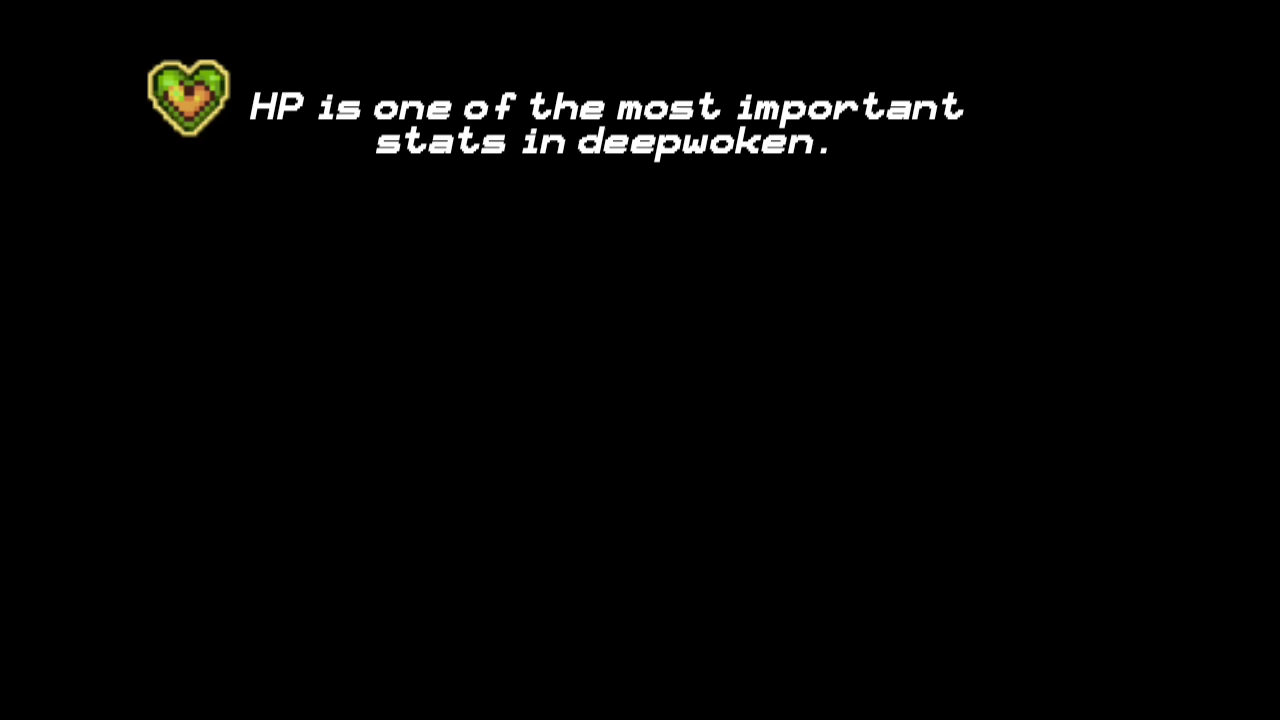 HP is one of the most important
stats in deepwoken.